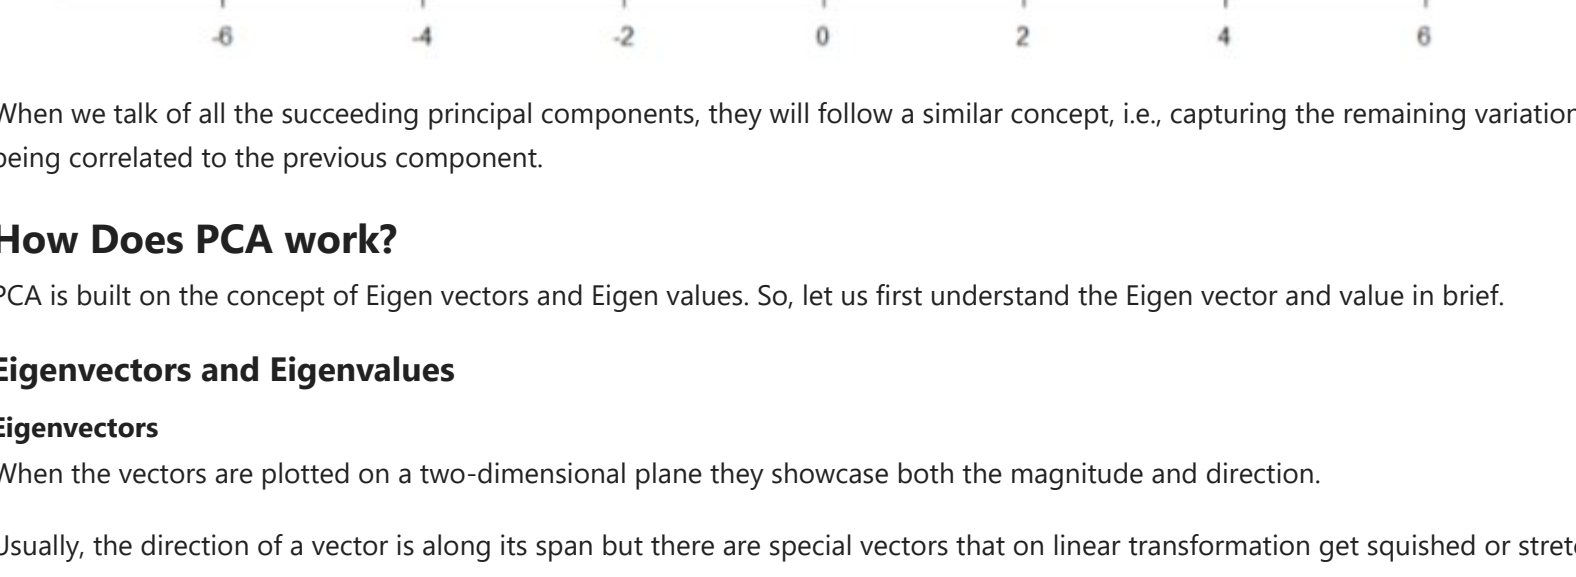 -6 -4 -2 0 2 4 6
When we talk of all the succeeding principal components, they will follow a similar concept, i.e., capturing the remaining variation
being correlated to the previous component.
How Does PCA work?
PCA is built on the concept of Eigen vectors and Eigen values. So, let us first understand the Eigen vector and value in brief.
Eigenvectors and Eigenvalues
Eigenvectors
When the vectors are plotted on a two-dimensional plane they showcase both the magnitude and direction.
Usually, the direction of a vector is along its span but there are special vectors that on linear transformation get squished or